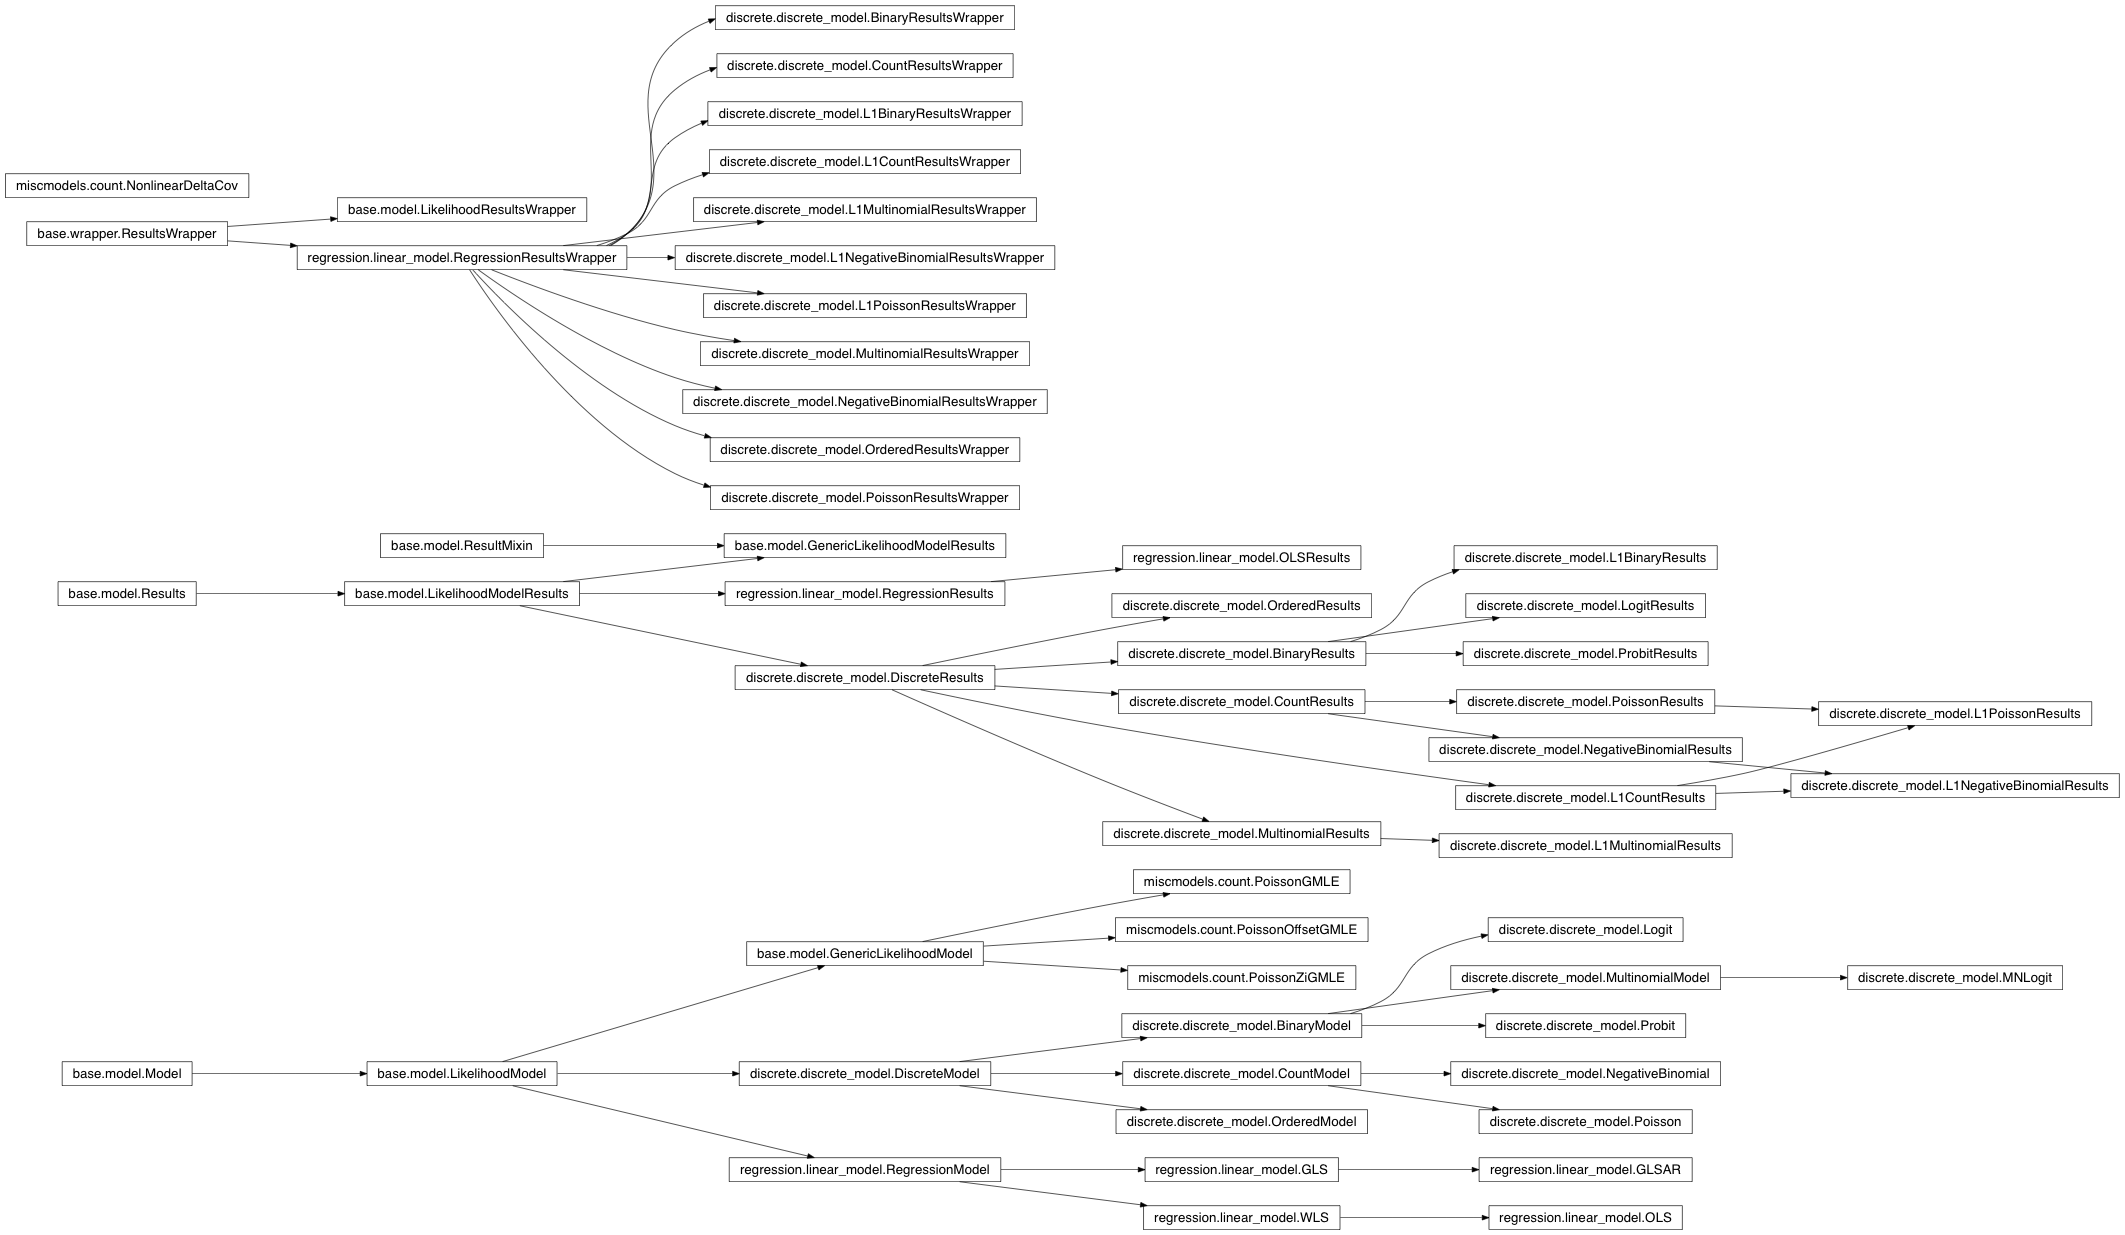 discrete.discrete_model.BinaryResultsWrapper
discrete.discrete_model.CountResultsWrapper
discrete.discrete_model.L1BinaryResultsWrapper
discrete.discrete_model.L1CountResultsWrapper
miscmodels.count.NonlinearDeltaCov
base.model.LikelihoodResultsWrapper
discrete.discrete_model.L1MultinomialResultsWrapper
base.wrapper.ResultsWrapper
regression.linear_model.RegressionResultsWrapper
discrete.discrete_model.L1NegativeBinomialResultsWrapper
discrete.discrete_model.L1PoissonResultsWrapper
discrete.discrete_model.MultinomialResultsWrapper
discrete.discrete_model.NegativeBinomialResultsWrapper
discrete.discrete_model.OrderedResultsWrapper
discrete.discrete_model.PoissonResultsWrapper
base.model.ResultMixin
base.model.GenericLikelihoodModelResults
regression.linear_model.OLSResults
discrete.discrete_model.L1BinaryResults
base.model.Results
base.model.LikelihoodModelResults
regression.linear_model.RegressionResults
discrete.discrete_model.OrderedResults
discrete.discrete_model.LogitResults
discrete.discrete_model.BinaryResults
discrete.discrete_model.ProbitResults
discrete.discrete_model.DiscreteResults
discrete.discrete_model.CountResults
discrete.discrete_model.PoissonResults
discrete.discrete_model.L1PoissonResults
discrete.discrete_model.NegativeBinomialResults
discrete.discrete_model.L1NegativeBinomialResults
discrete.discrete_model.L1CountResults
discrete.discrete_model.MultinomialResults
discrete.discrete_model.L1MultinomialResults
miscmodels.count.PoissonGMLE
miscmodels.count.PoissonOffsetGMLE
discrete.discrete_model.Logit
base.model.GenericLikelihoodModel
miscmodels.count.PoissonZiGMLE
discrete.discrete_model.MultinomialModel
discrete.discrete_model.MNLogit
discrete.discrete_model.BinaryModel
discrete.discrete_model.Probit
base.model.Model
base.model.LikelihoodModel
discrete.discrete_model.DiscreteModel
discrete.discrete_model.CountModel
discrete.discrete_model.NegativeBinomial
discrete.discrete_model.OrderedModel
discrete.discrete_model.Poisson
regression.linear_model.RegressionModel
regression.linear_model.GLS
regression.linear_model.GLSAR
regression.linear_model.WLS
regression.linear_model.OLS